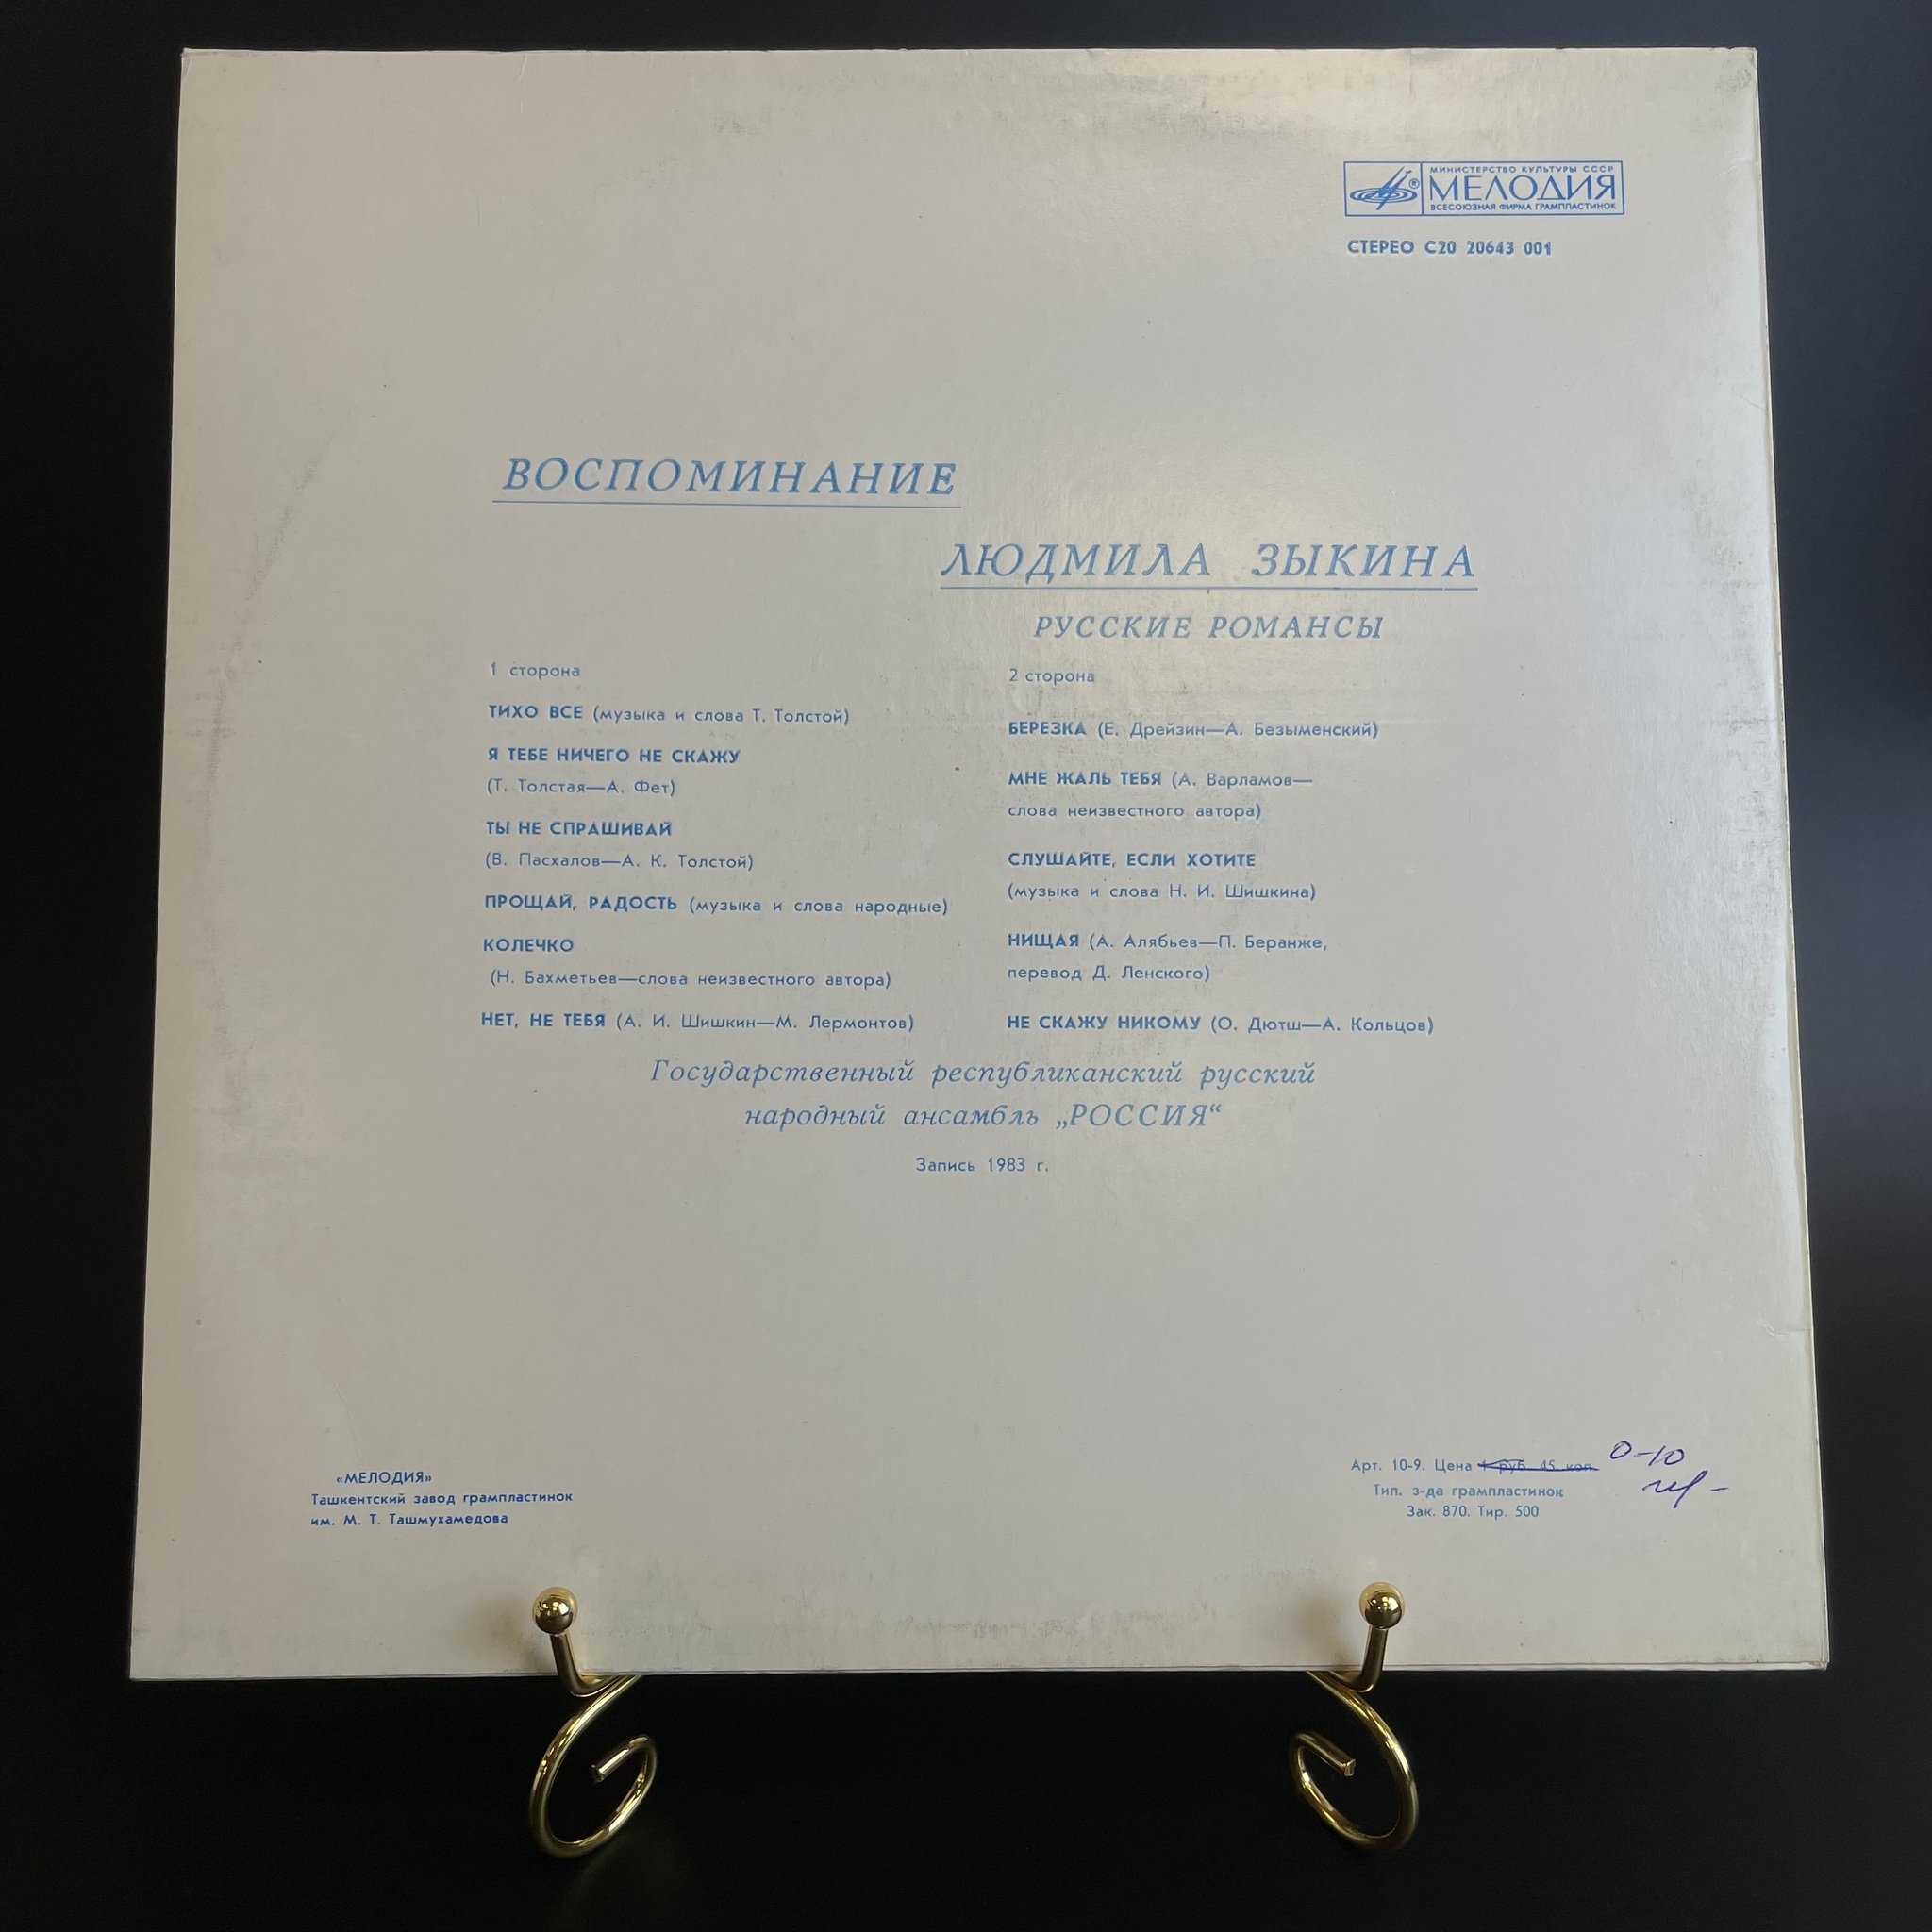 МИНИСТЕРСТВО КУЛЬТУРЫ СССР
МЕЛОДИЯ
ВСЕСОЮЗНАЯ ФИРМА ГРАМПЛАСТИНОК
СТЕРЕО С20 20643 001
ВОСПОМИНАНИЕ
ЛЮДМИЛА ЗЫКИНА
РУССКИЕ РОМАНСЫ
1 сторона
ТИХО ВСЕ (музыка и слова Т. Толстой)
Я ТЕБЕ НИЧЕГО НЕ СКАЖУ
(Т. Толстая—А. Фет)
ТЫ НЕ СПРАШИВАЙ
(В. Пасхалов—А. К. Толстой)
ПРОЩАЙ, РАДОСТЬ (музыка и слова народные)
КОЛЕЧКО
(Н. Бахметьев—слова неизвестного автора)
НЕТ, НЕ ТЕБЯ (А. И. Шишкин—М. Лермонтов)
2 сторона
БЕРЕЗКА (Е. Дрейзин—А. Безыменский)
МНЕ ЖАЛЬ ТЕБЯ (А. Варламов—
слова неизвестного автора)
СЛУШАЙТЕ, ЕСЛИ ХОТИТЕ
(музыка и слова Н. И. Шишкина)
НИЩАЯ (А. Алябьев—П. Беранже,
перевод Д. Ленского)
НЕ СКАЖУ НИКОМУ (О. Дютш—А. Кольцов)
Государственный республиканский русский
народный ансамбль „РОССИЯ“
Запись 1983 г.
«МЕЛОДИЯ»
Ташкентский завод грампластинок
им. М. Т. Ташмухамедова
Арт. 10-9. Цена 1 руб. 45 коп. 0-10
Тип. з-да грампластинок
Зак. 870. Тир. 500